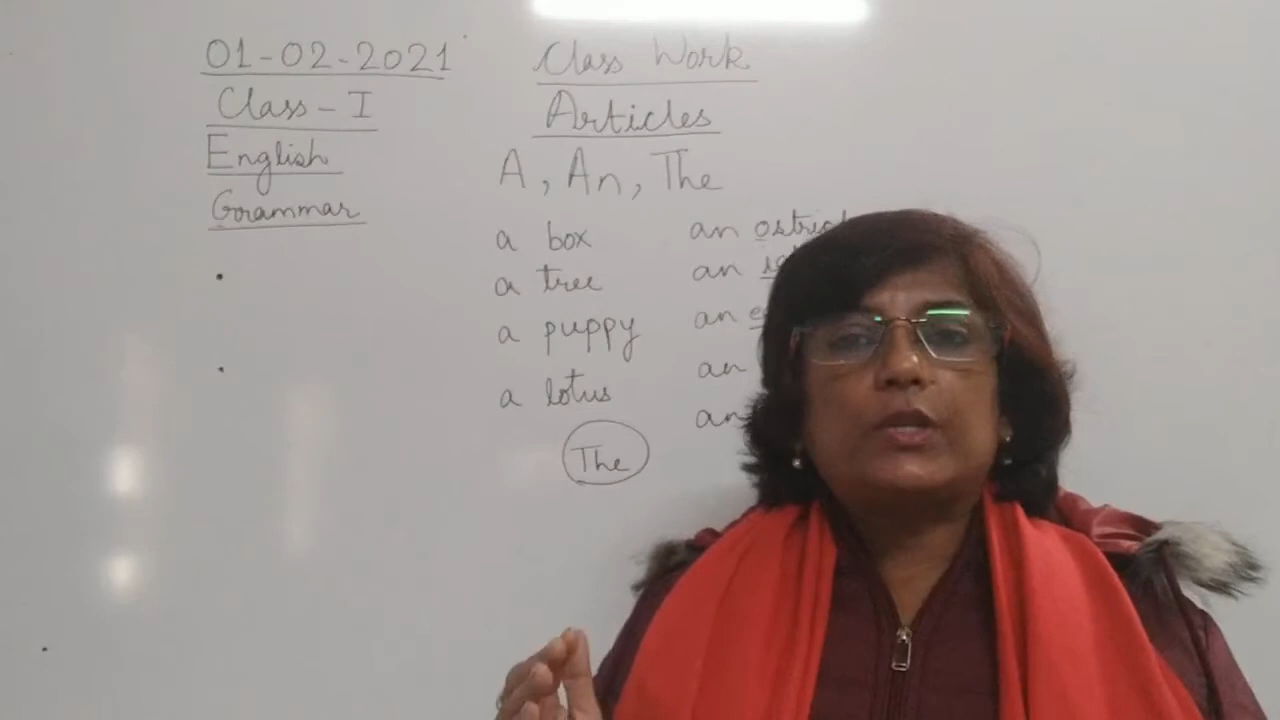 01-02-2021
Class - I
English
Grammar
Class Work
Articles
A, An, The
a box
a tree
a puppy
a lotus
The
an
an
an
an
an